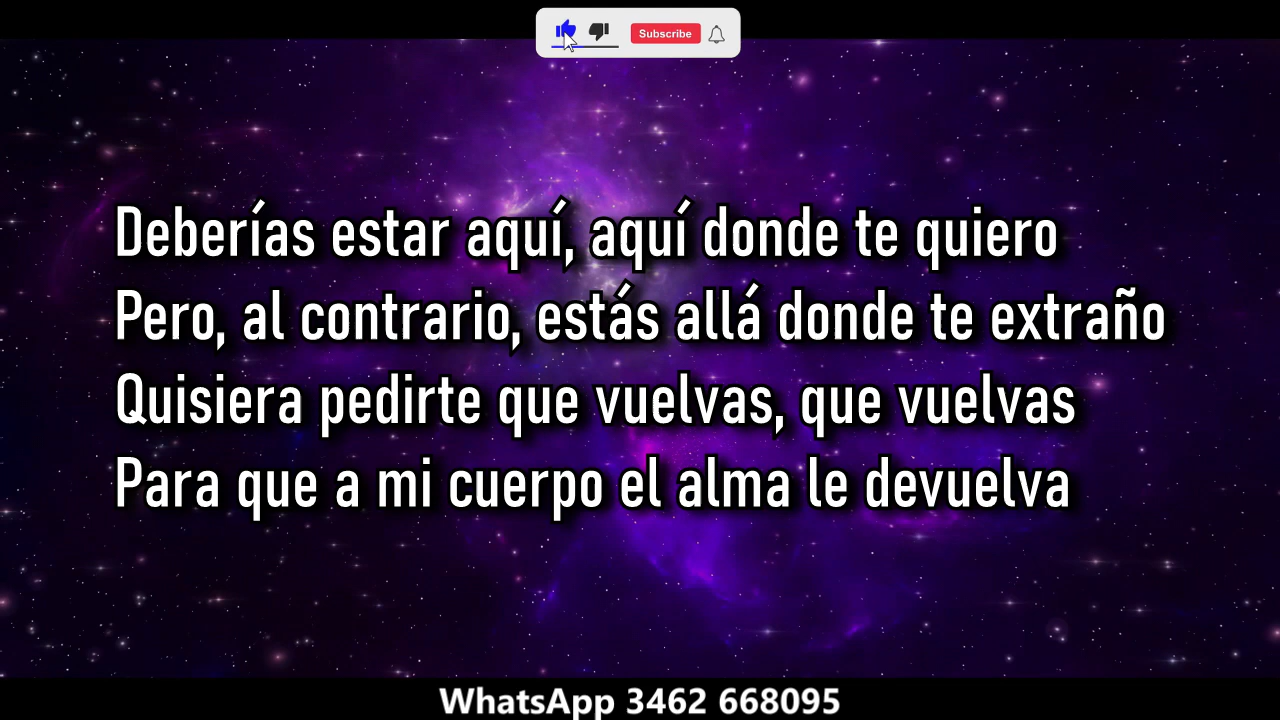 Subscribe
Deberías estar aquí, aquí donde te quiero
Pero, al contrario, estás allá donde te extraño
Quisiera pedirte que vuelvas, que vuelvas
Para que a mi cuerpo el alma le devuelva
WhatsApp 3462 668095